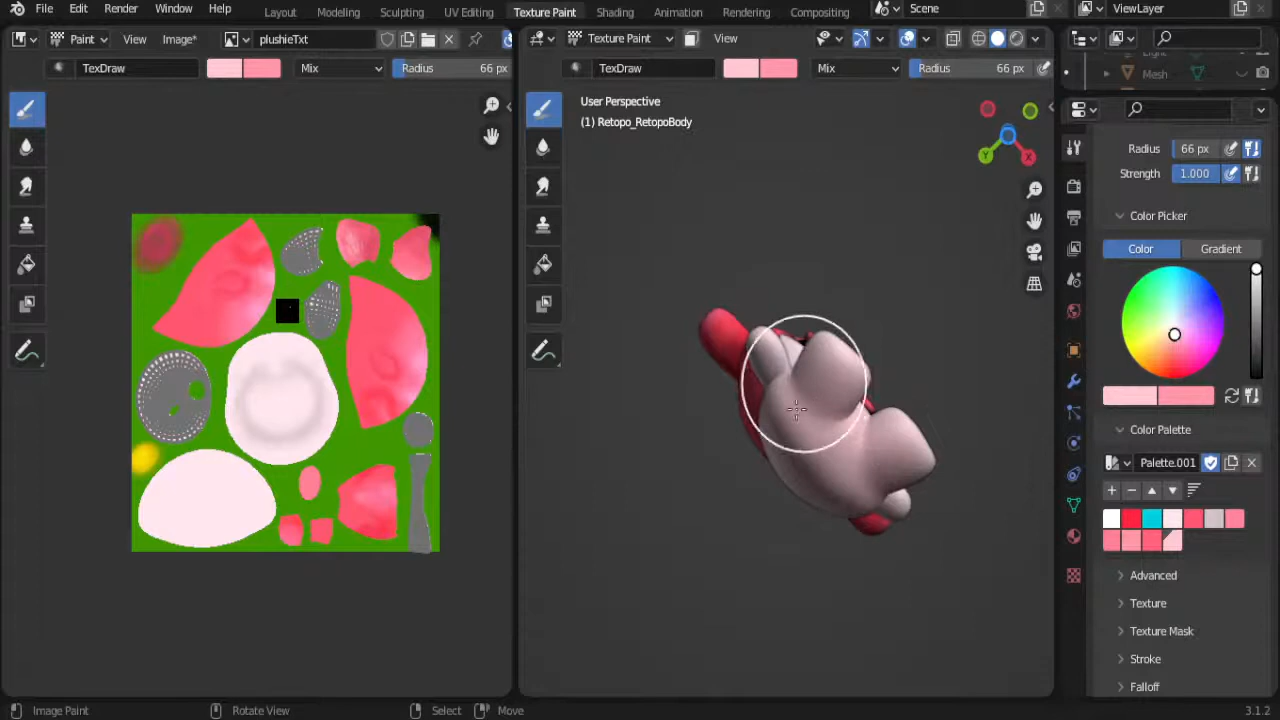 File Edit Render Window Help Layout Modeling Sculpting UV Editing Texture Paint Shading Animation Rendering Compositing Scene ViewLayer
Paint View Image* plushieTxt Texture Paint View
TexDraw Mix Radius 66 px TexDraw Mix Radius 66 px
Mesh
User Perspective
(1) Retopo_RetopoBody
Y X
Radius 66 px
Strength 1.000
Color Picker
Color Gradient
Color Palette
Palette.001
Advanced
Texture
Texture Mask
Stroke
Falloff
Image Paint Rotate View Select Move 3.1.2